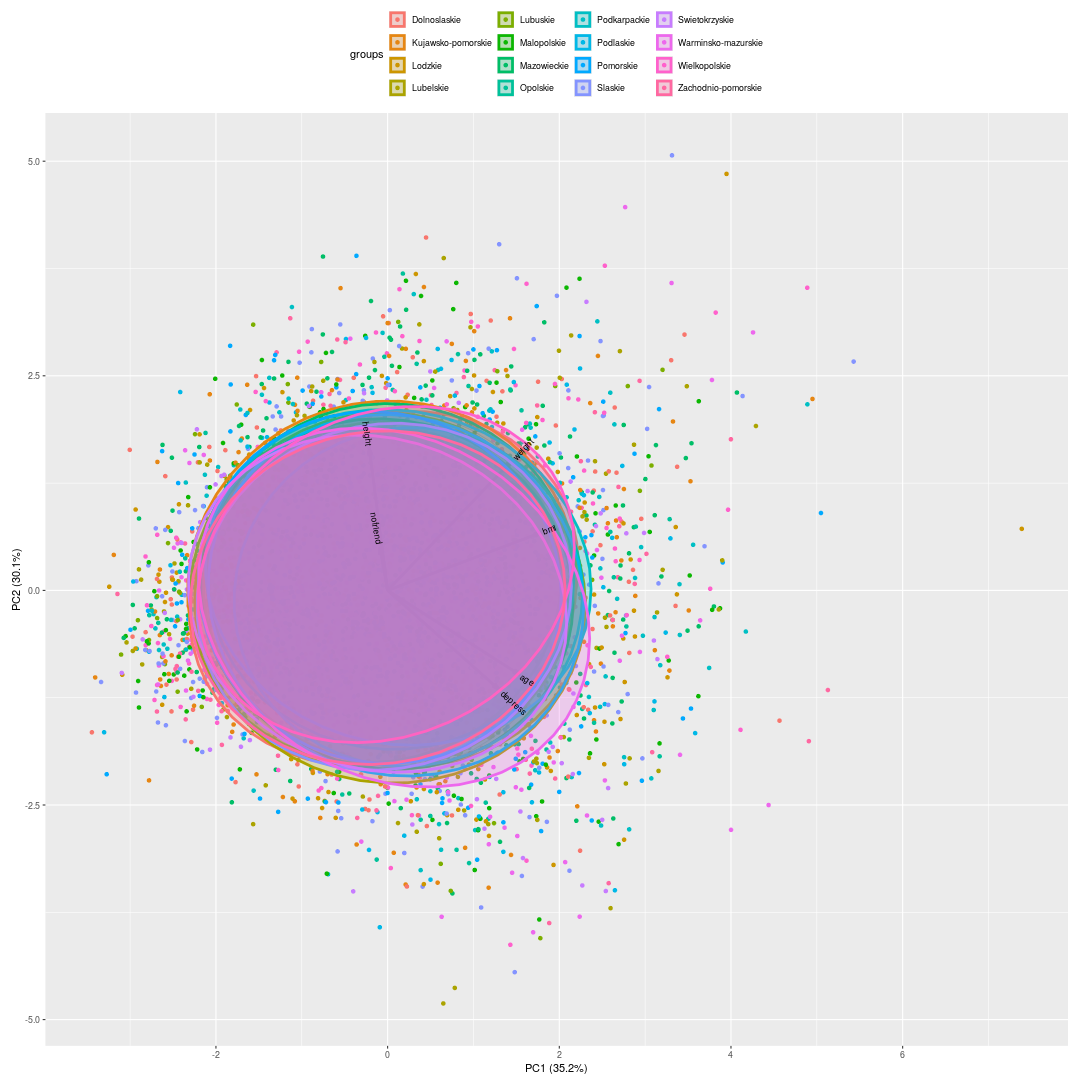 groups
Dolnoslaskie
Kujawsko-pomorskie
Lodzkie
Lubelskie
Lubuskie
Malopolskie
Mazowieckie
Opolskie
Podkarpackie
Podlaskie
Pomorskie
Slaskie
Swietokrzyskie
Warminsko-mazurskie
Wielkopolskie
Zachodnio-pomorskie
5.0
2.5
0.0
-2.5
-5.0
PC2 (30.1%)
height
weight
nofriend
bmi
age
depress
-2
0
2
4
6
PC1 (35.2%)